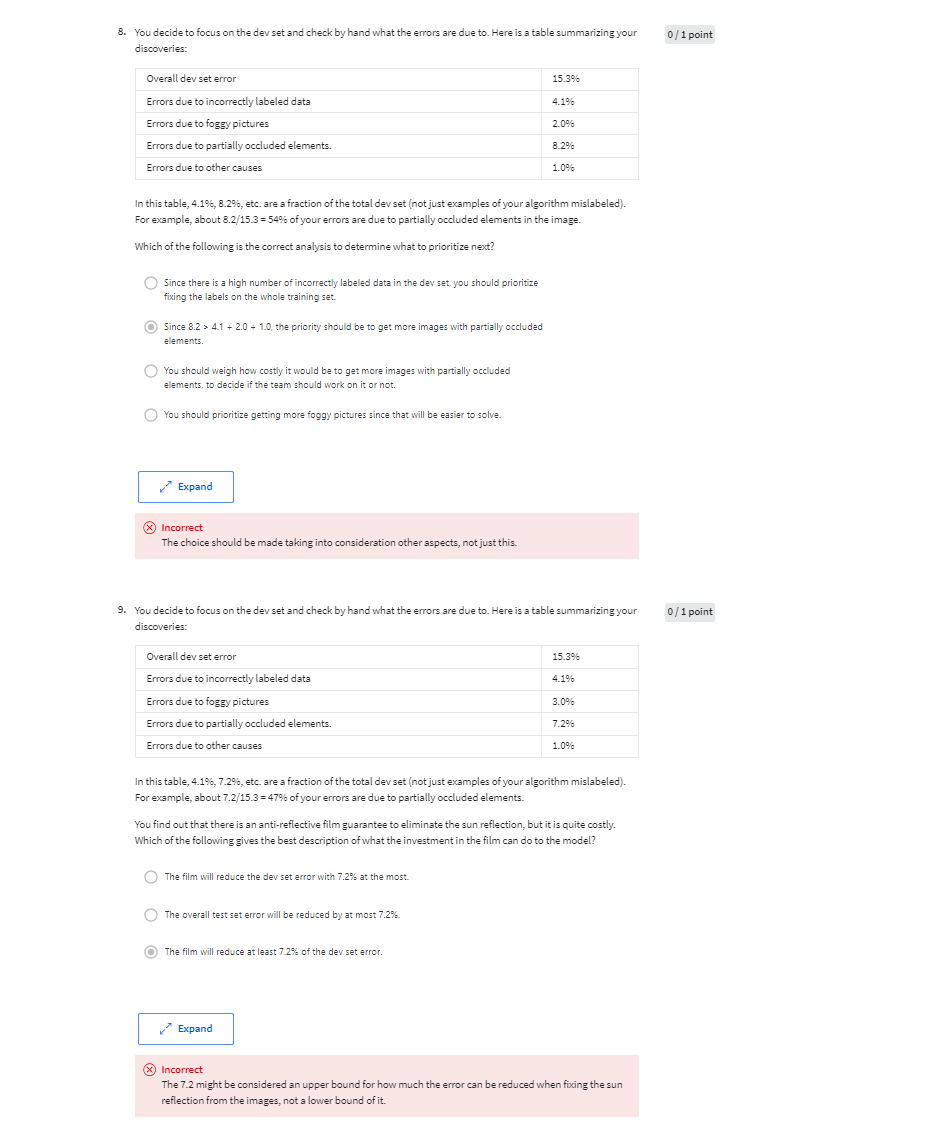 8. You decide to focus on the dev set and check by hand what the errors are due to. Here is a table summarizing your
discoveries:
0 / 1 point
Overall dev set error 15.3%
Errors due to incorrectly labeled data 4.1%
Errors due to foggy pictures 2.0%
Errors due to partially occluded elements. 8.2%
Errors due to other causes 1.0%
In this table, 4.1%, 8.2%, etc. are a fraction of the total dev set (not just examples of your algorithm mislabeled).
For example, about 8.2/15.3 = 54% of your errors are due to partially occluded elements in the image.
Which of the following is the correct analysis to determine what to prioritize next?
Since there is a high number of incorrectly labeled data in the dev set, you should prioritize
fixing the labels on the whole training set.
Since 8.2 > 4.1 + 2.0 + 1.0, the priority should be to get more images with partially occluded
elements.
You should weigh how costly it would be to get more images with partially occluded
elements, to decide if the team should work on it or not.
You should prioritize getting more foggy pictures since that will be easier to solve.
Expand
Incorrect
The choice should be made taking into consideration other aspects, not just this.
9. You decide to focus on the dev set and check by hand what the errors are due to. Here is a table summarizing your
discoveries:
0 / 1 point
Overall dev set error 15.3%
Errors due to incorrectly labeled data 4.1%
Errors due to foggy pictures 3.0%
Errors due to partially occluded elements. 7.2%
Errors due to other causes 1.0%
In this table, 4.1%, 7.2%, etc. are a fraction of the total dev set (not just examples of your algorithm mislabeled).
For example, about 7.2/15.3 = 47% of your errors are due to partially occluded elements.
You find out that there is an anti-reflective film guarantee to eliminate the sun reflection, but it is quite costly.
Which of the following gives the best description of what the investment in the film can do to the model?
The film will reduce the dev set error with 7.2% at the most.
The overall test set error will be reduced by at most 7.2%.
The film will reduce at least 7.2% of the dev set error.
Expand
Incorrect
The 7.2 might be considered an upper bound for how much the error can be reduced when fixing the sun
reflection from the images, not a lower bound of it.